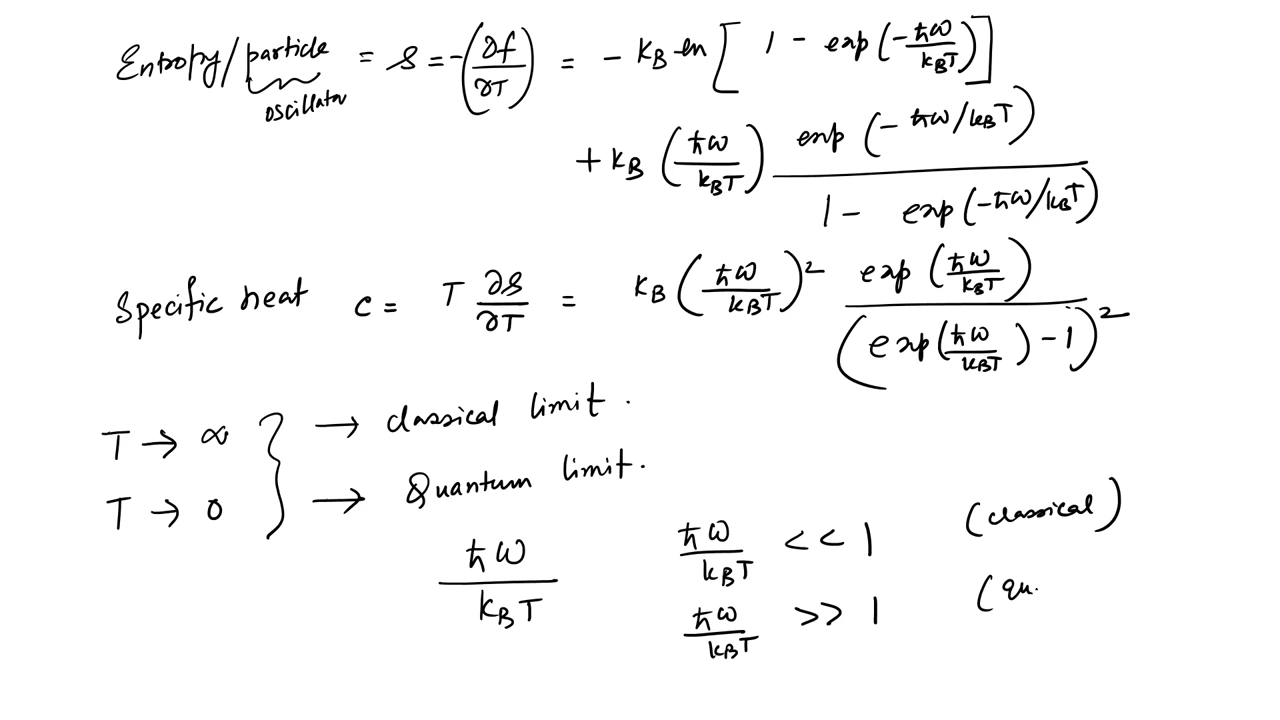 Entropy/particle = s = -(∂f/∂T) = - k_B ln [ 1 - exp(-ħω/k_BT) ]
oscillator
+ k_B (ħω/k_BT) exp(-ħω/k_BT) / 1 - exp(-ħω/k_BT)
Specific heat c = T ∂s/∂T = k_B (ħω/k_BT)² exp(ħω/k_BT) / (exp(ħω/k_BT) - 1)²
T → ∞ } → classical limit.
T → 0 → Quantum limit.
ħω/k_BT
ħω/k_BT << 1 (classical)
ħω/k_BT >> 1 (qu.